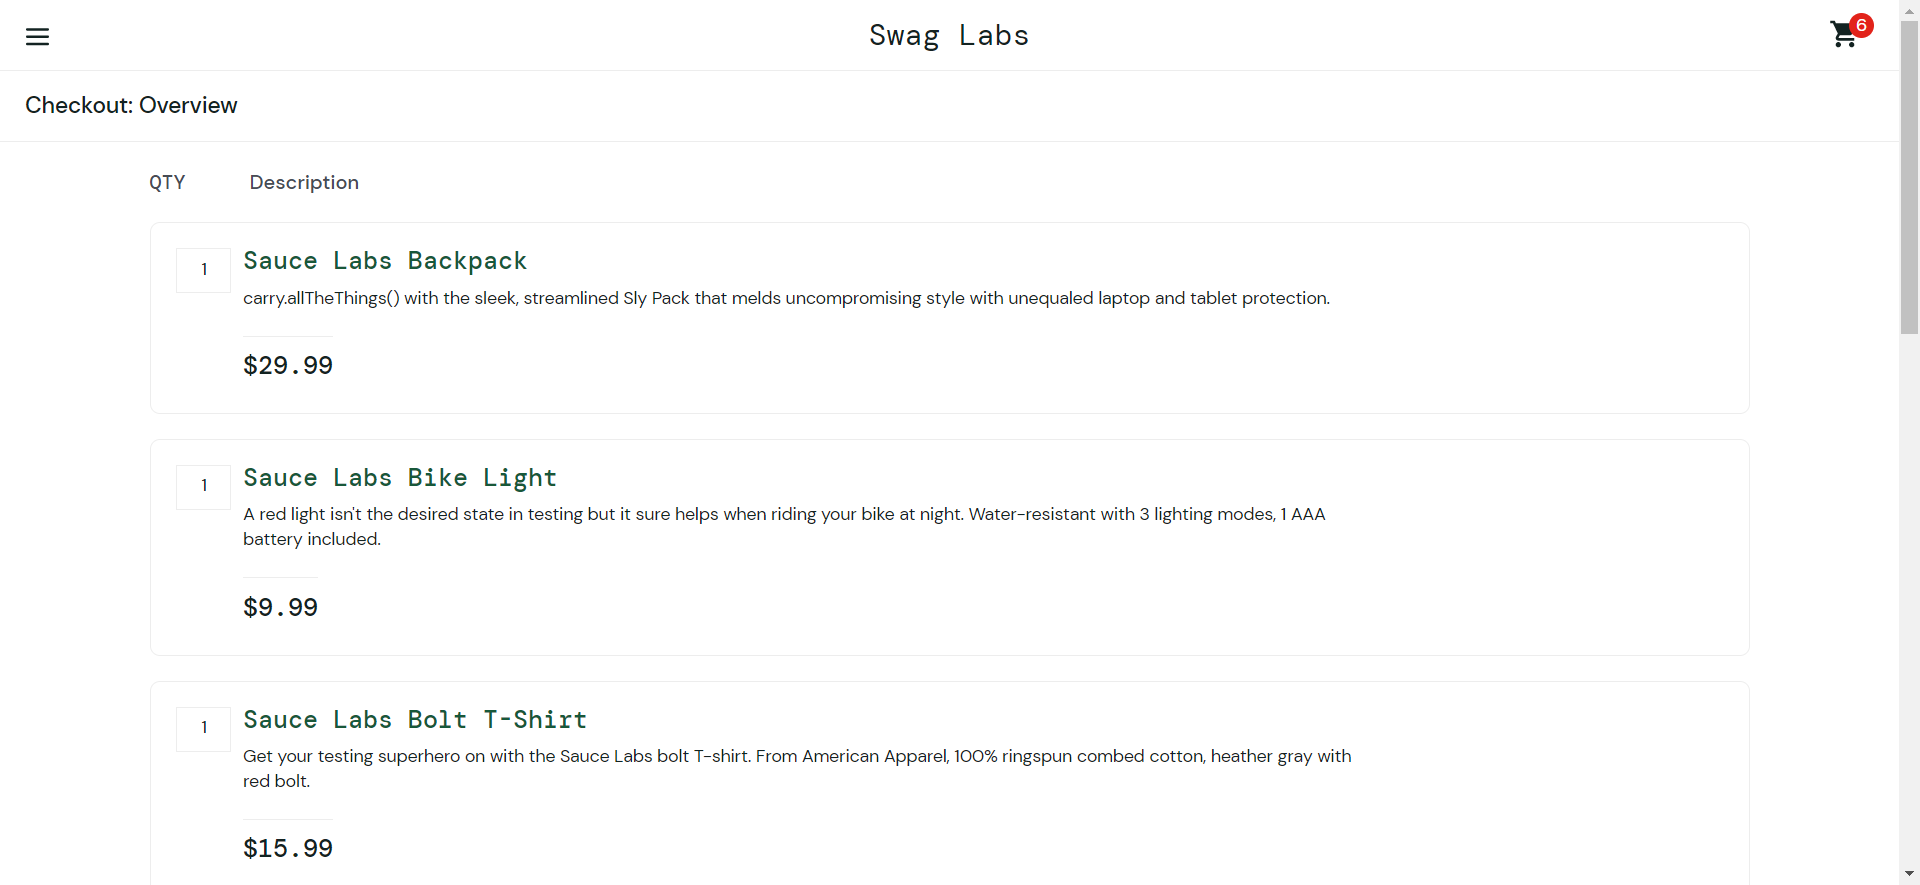 Swag Labs
6
Checkout: Overview
QTY Description
1
Sauce Labs Backpack
carry.allTheThings() with the sleek, streamlined Sly Pack that melds uncompromising style with unequaled laptop and tablet protection.
$29.99
1
Sauce Labs Bike Light
A red light isn't the desired state in testing but it sure helps when riding your bike at night. Water-resistant with 3 lighting modes, 1 AAA
battery included.
$9.99
1
Sauce Labs Bolt T-Shirt
Get your testing superhero on with the Sauce Labs bolt T-shirt. From American Apparel, 100% ringspun combed cotton, heather gray with
red bolt.
$15.99